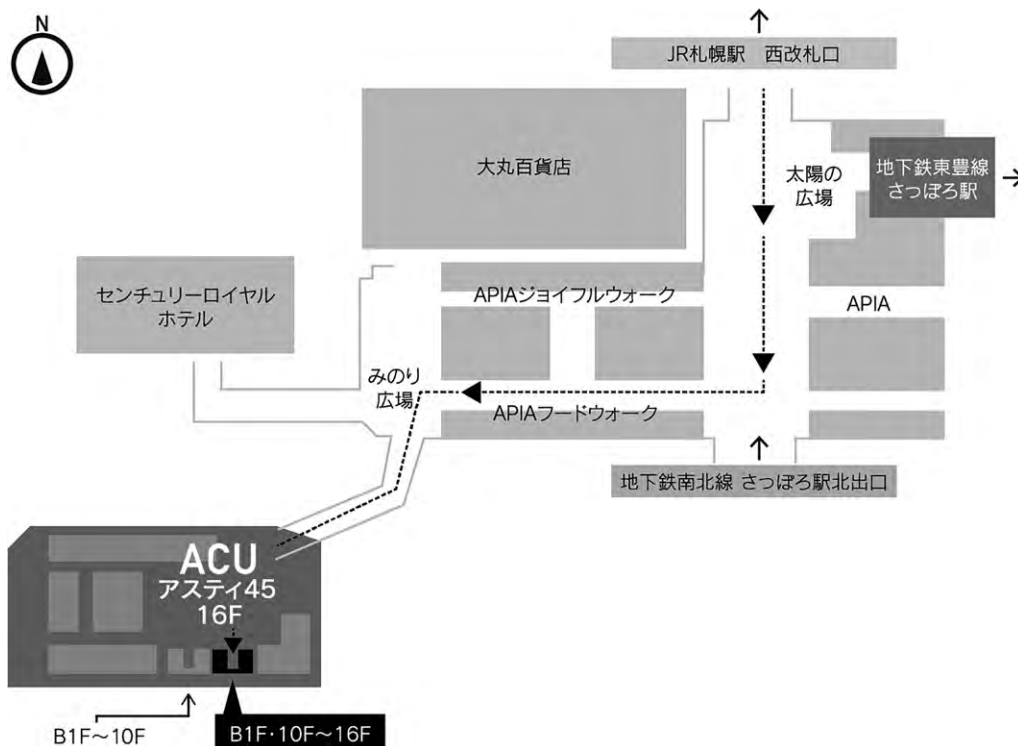 N
JR札幌駅 西改札口
大丸百貨店
太陽の
広場
地下鉄東豊線
さっぽろ駅
センチュリーロイヤル
ホテル
APIAジョイフルウォーク
APIA
みのり
広場
APIAフードウォーク
地下鉄南北線 さっぽろ駅北出口
ACU
アスティ45
16F
B1F～10F
B1F・10F～16F